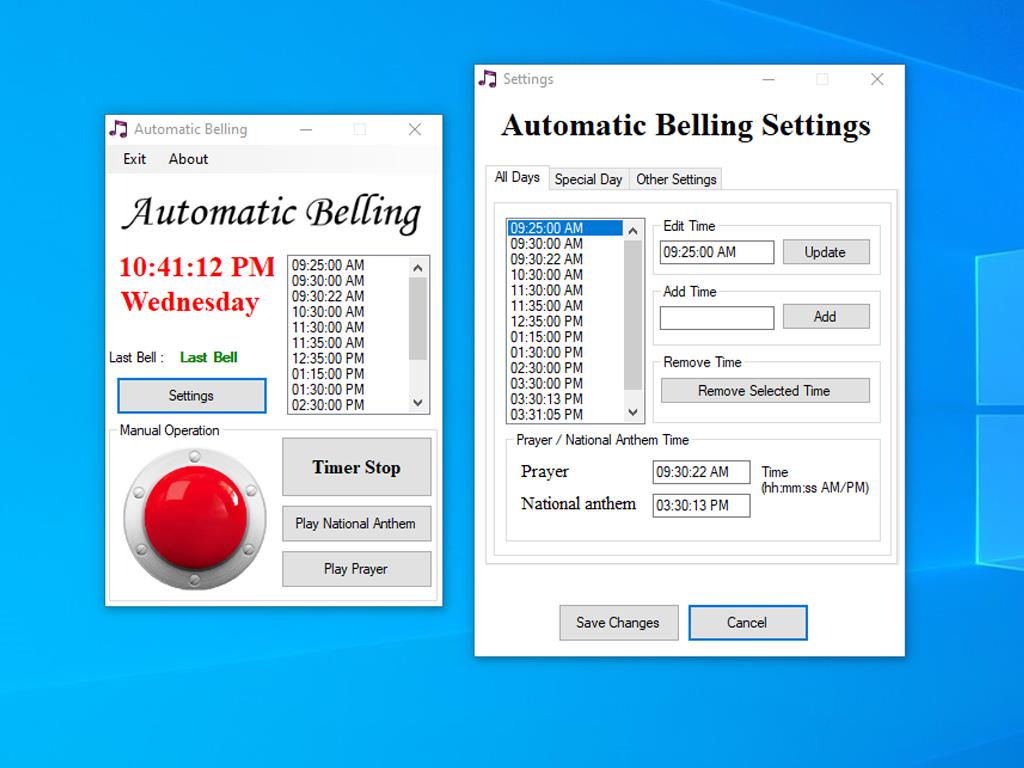 Automatic Belling
Exit About
Automatic Belling
10:41:12 PM
Wednesday
09:25:00 AM
09:30:00 AM
09:30:22 AM
10:30:00 AM
11:30:00 AM
11:35:00 AM
12:35:00 PM
01:15:00 PM
01:30:00 PM
02:30:00 PM
Last Bell : Last Bell
Settings
Manual Operation
Timer Stop
Play National Anthem
Play Prayer
Settings
Automatic Belling Settings
All Days Special Day Other Settings
09:25:00 AM
09:30:00 AM
09:30:22 AM
10:30:00 AM
11:30:00 AM
11:35:00 AM
12:35:00 PM
01:15:00 PM
01:30:00 PM
02:30:00 PM
03:30:00 PM
03:30:13 PM
03:31:05 PM
Edit Time
09:25:00 AM Update
Add Time
Add
Remove Time
Remove Selected Time
Prayer / National Anthem Time
Prayer 09:30:22 AM Time
(hh:mm:ss AM/PM)
National anthem 03:30:13 PM
Save Changes Cancel